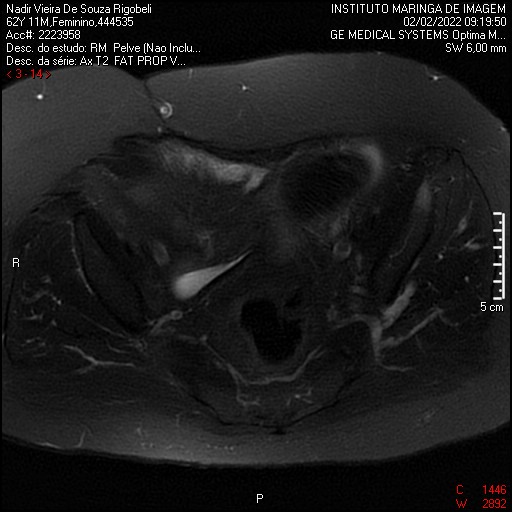 Nadir Vieira De Souza Rigobeli
62Y 11M,Feminino,444535
Acc#: 2223958
Desc. do estudo: RM Pelve (Nao Inclu...
Desc. da série: Ax T2 FAT PROP V...
< 3 - 14 >
INSTITUTO MARINGA DE IMAGEM
02/02/2022 09:19:50
GE MEDICAL SYSTEMS Optima M...
SW 6,00 mm
R
5 cm
P
C 1446
W 2892